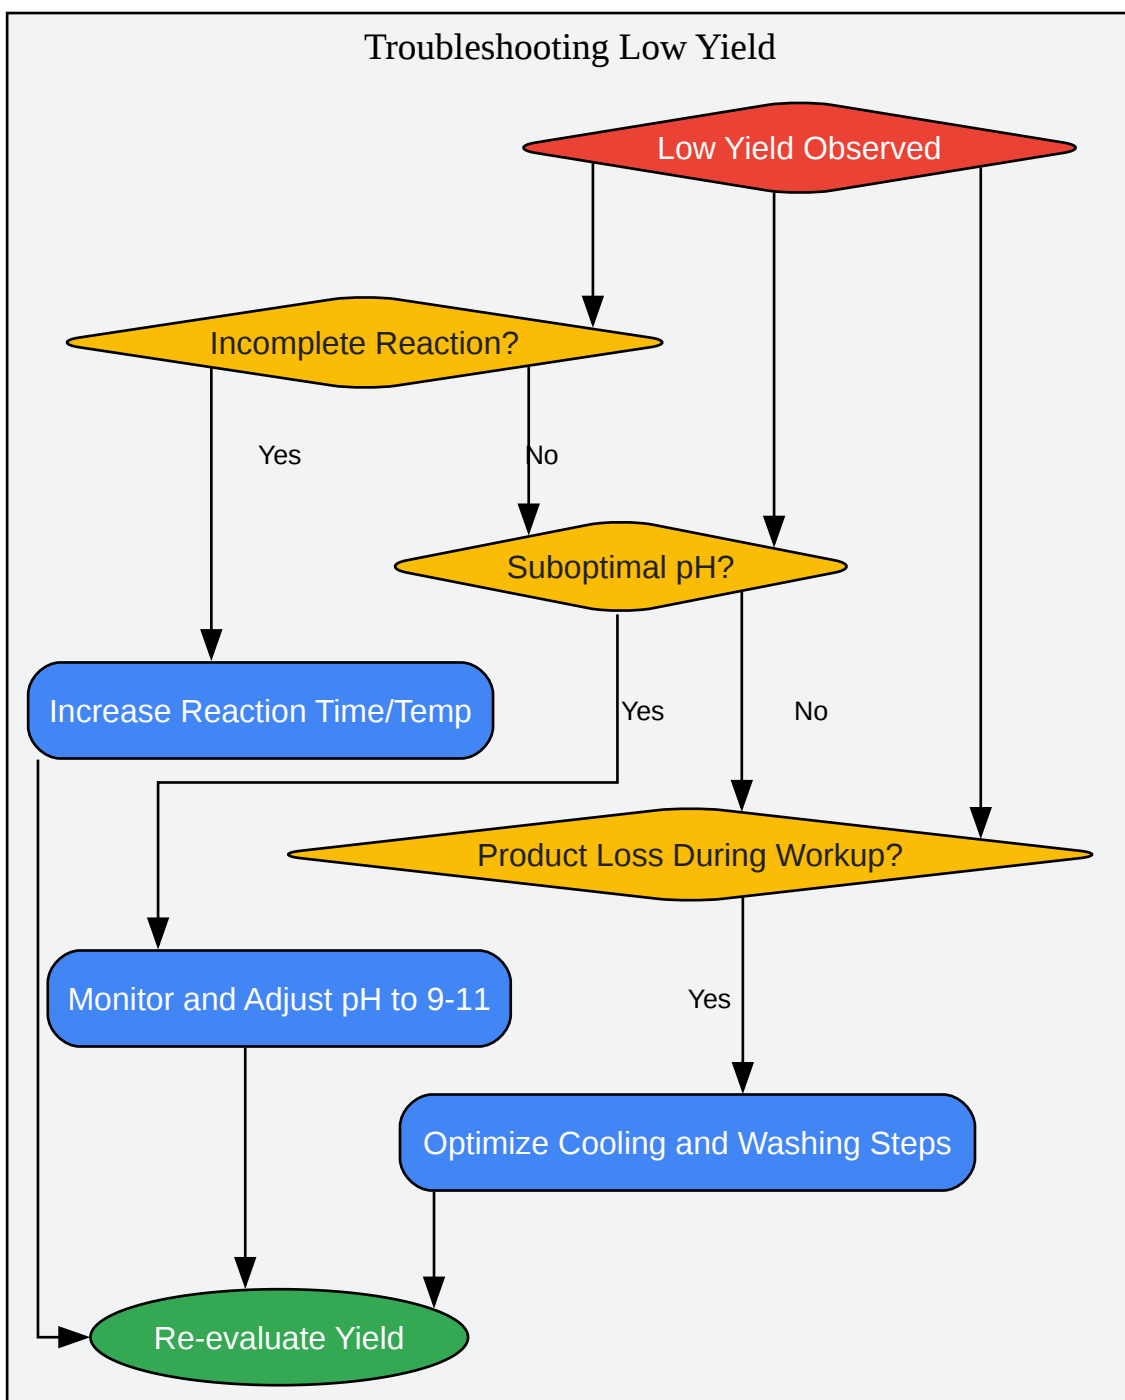 Troubleshooting Low Yield
Low Yield Observed
Incomplete Reaction?
Yes
No
Suboptimal pH?
Increase Reaction Time/Temp
Yes
No
Product Loss During Workup?
Monitor and Adjust pH to 9-11
Yes
Optimize Cooling and Washing Steps
Re-evaluate Yield